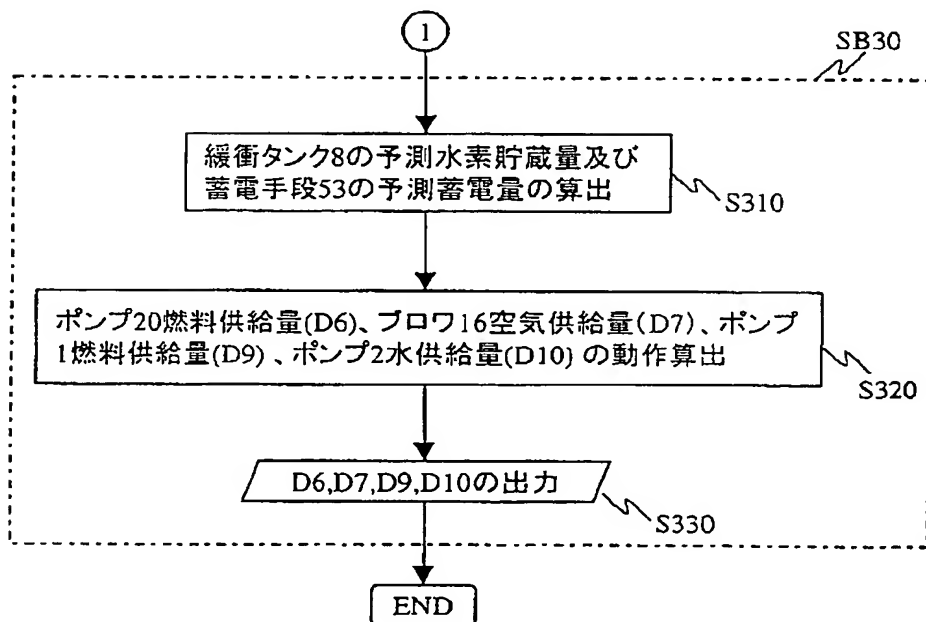 1
SB30
緩衝タンク8の予測水素貯蔵量及び
蓄電手段53の予測蓄電量の算出
S310
ポンプ20燃料供給量(D6)、ブロワ16空気供給量(D7)、ポンプ
1燃料供給量(D9)、ポンプ2水供給量(D10)の動作算出
S320
D6,D7,D9,D10の出力
S330
END